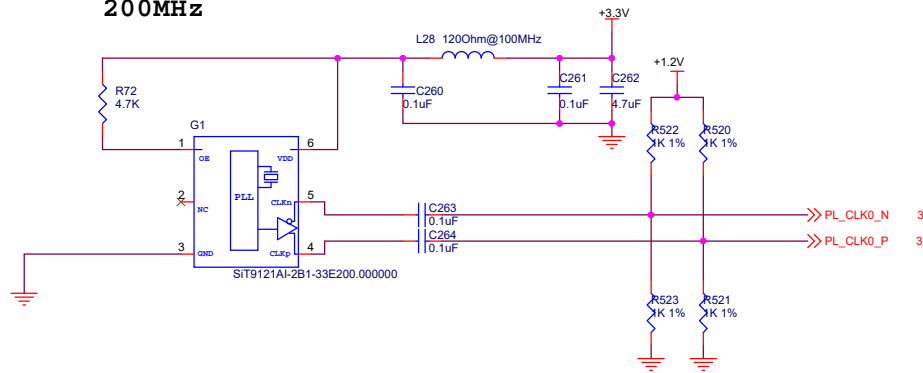 200MHz
+3.3V
L28 120Ohm@100MHz
+1.2V
R72
4.7K
C260
0.1uF
C261
0.1uF
C262
4.7uF
R522
1K 1%
R520
1K 1%
G1
1
OE
VDD
6
PLL
2
NC
CLKn
5
C263
0.1uF
PL_CLK0_N 3
3
GND
CLKp
4
C264
0.1uF
PL_CLK0_P 3
SiT9121AI-2B1-33E200.000000
R523
1K 1%
R521
1K 1%